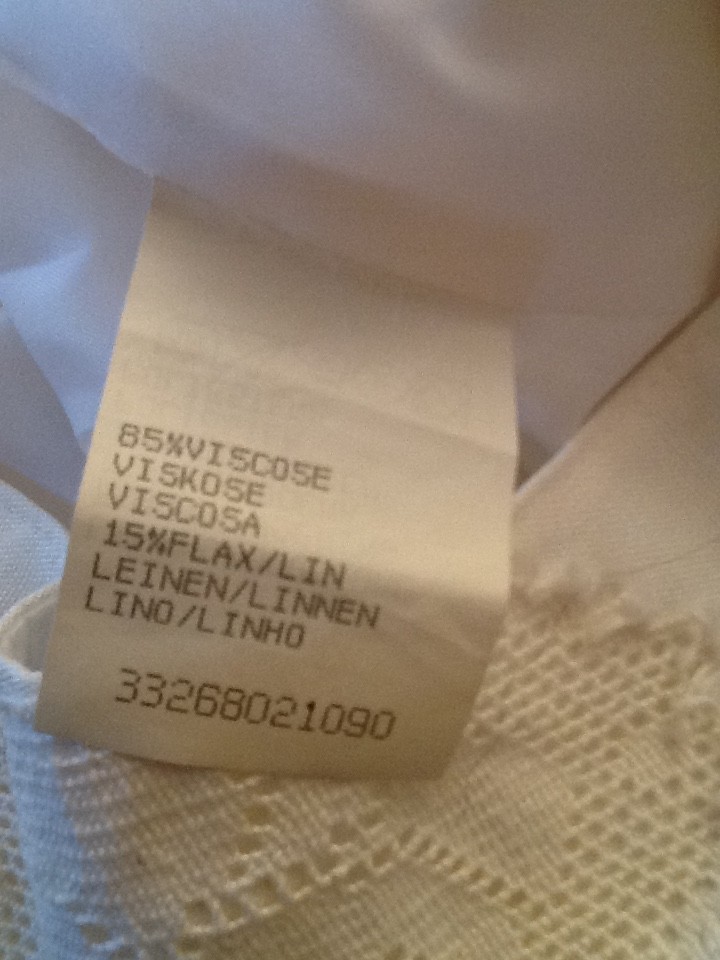 85%VISCOSE
VISKOSE
VISCOSA
15%FLAX/LIN
LEINEN/LINNEN
LINO/LINHO
33268021090